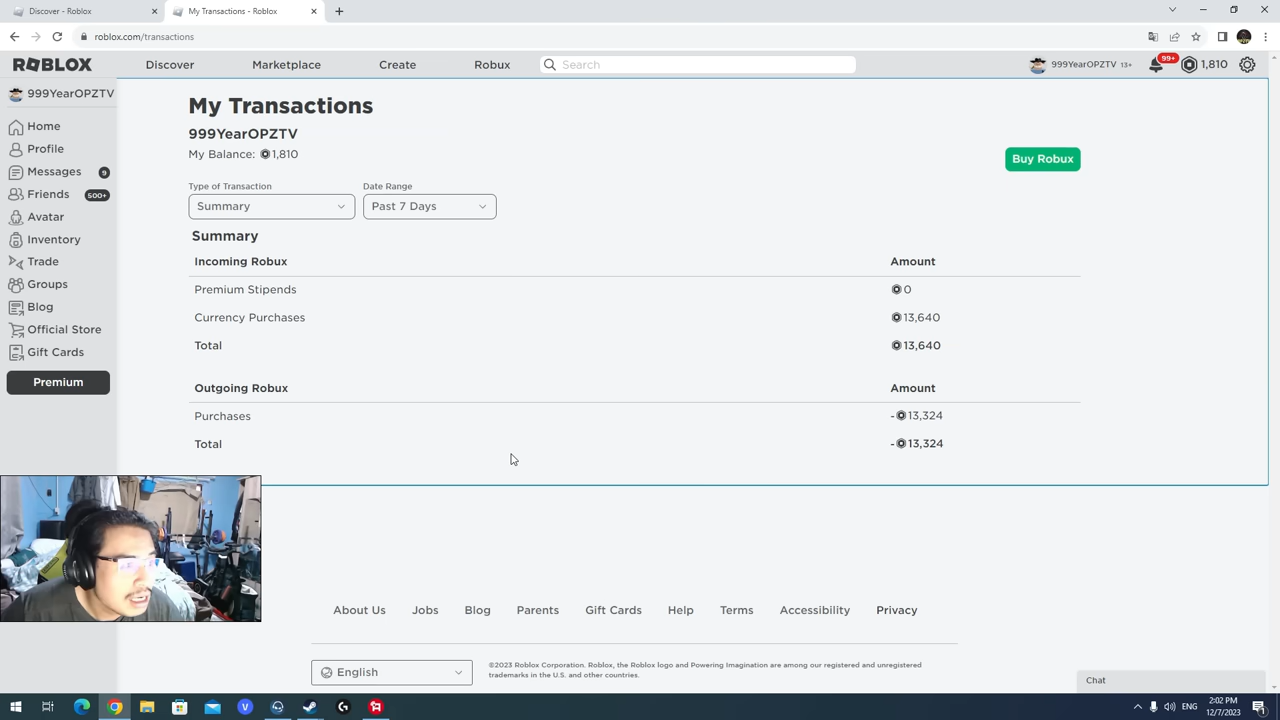 Discover - Roblox
My Transactions - Roblox
roblox.com/transactions
ROBLOX
Discover
Marketplace
Create
Robux
Search
999YearOPZTV 13+
99+
1,810
999YearOPZTV
Home
Profile
Messages 9
Friends 500+
Avatar
Inventory
Trade
Groups
Blog
Official Store
Gift Cards
Premium
My Transactions
999YearOPZTV
My Balance: 1,810
Buy Robux
Type of Transaction
Summary
Date Range
Past 7 Days
Summary
Incoming Robux Amount
Premium Stipends 0
Currency Purchases 13,640
Total 13,640
Outgoing Robux Amount
Purchases -13,324
Total -13,324
About Us Jobs Blog Parents Gift Cards Help Terms Accessibility Privacy
English
©2023 Roblox Corporation. Roblox, the Roblox logo and Powering Imagination are among our registered and unregistered
trademarks in the U.S. and other countries.
Chat
ENG
2:02 PM
12/7/2023